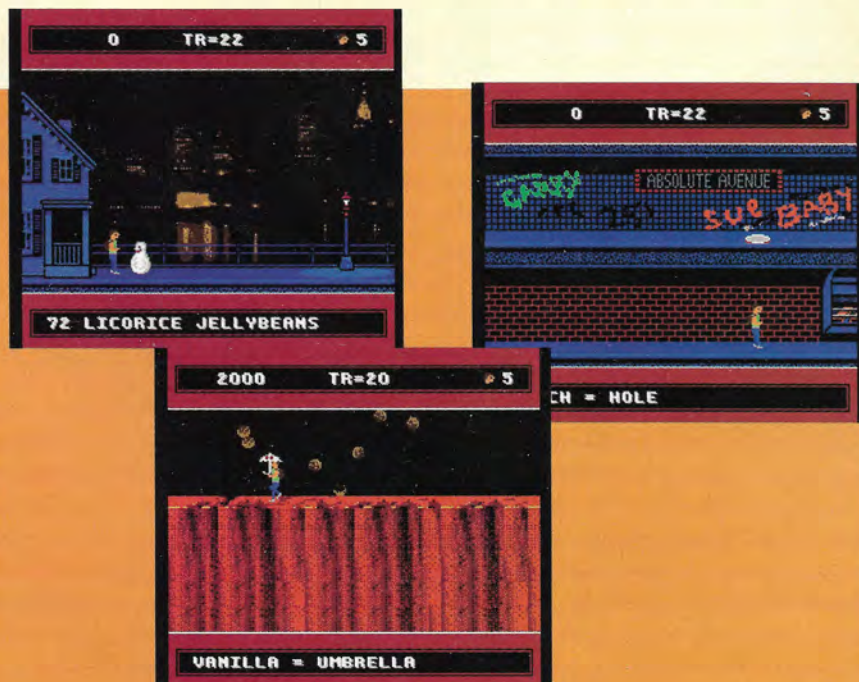 0 TR=22 5
72 LICORICE JELLYBEANS
0 TR=22 5
ABSOLUTE AVENUE
SUE BABY
CH = HOLE
2000 TR=20 5
VANILLA = UMBRELLA